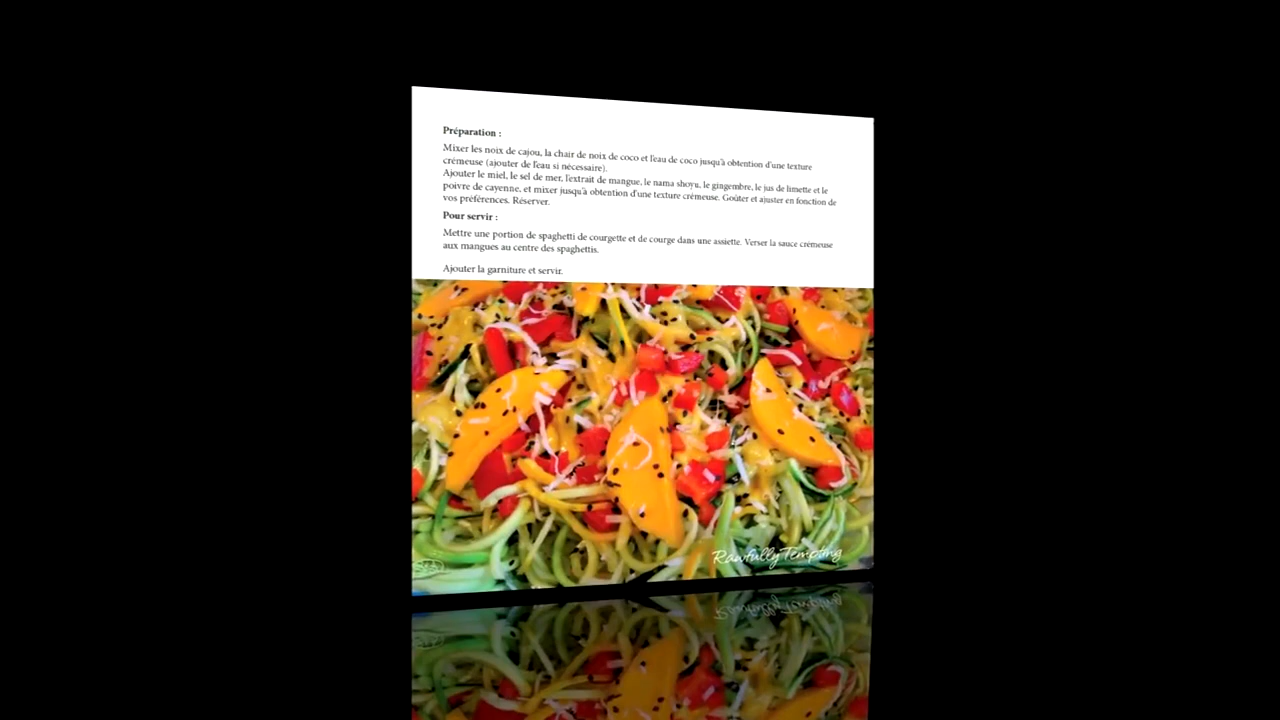 Préparation :
Mixer les noix de cajou, la chair de noix de coco et l'eau de coco jusqu'à obtention d'une texture
crémeuse (ajouter de l'eau si nécessaire).
Ajouter le miel, le sel de mer, l'extrait de mangue, le nama shoyu, le gingembre, le jus de limette et le
poivre de cayenne, et mixer jusqu'à obtention d'une texture crémeuse. Goûter et ajuster en fonction de
vos préférences. Réserver.
Pour servir :
Mettre une portion de spaghetti de courgette et de courge dans une assiette. Verser la sauce crémeuse
aux mangues au centre des spaghettis.
Ajouter la garniture et servir.
RawfullyTempting